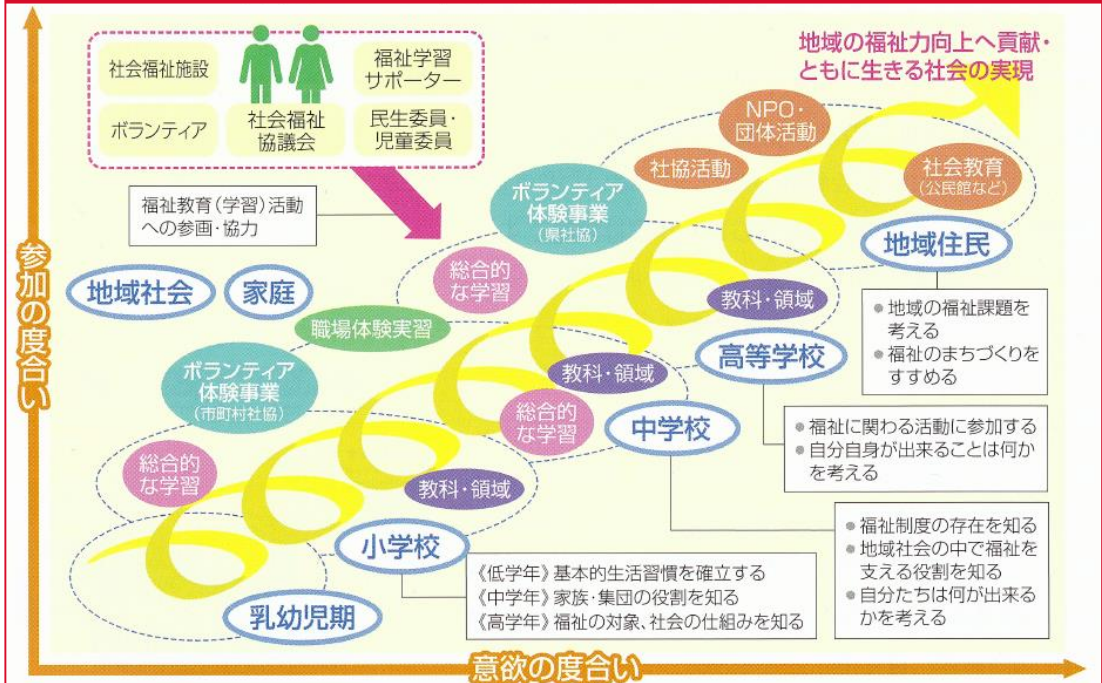 社会福祉施設
福祉学習
サポーター
ボランティア
社会福祉
協議会
民生委員・
児童委員
地域の福祉力向上へ貢献・
ともに生きる社会の実現
NPO・
団体活動
社協活動
社会教育
(公民館など)
ボランティア
体験事業
(県社協)
福祉教育(学習)活動
への参画・協力
地域住民
総合的
な学習
地域社会
家庭
教科・領域
職場体験実習
高等学校
● 地域の福祉課題を
考える
● 福祉のまちづくりを
すすめる
ボランティア
体験事業
(市町村社協)
教科・領域
総合的
な学習
中学校
● 福祉に関わる活動に参加する
● 自分自身が出来ることは何か
を考える
総合的
な学習
教科・領域
小学校
● 福祉制度の存在を知る
● 地域社会の中で福祉を
支える役割を知る
● 自分たちは何が出来る
かを考える
《低学年》基本的生活習慣を確立する
《中学年》家族・集団の役割を知る
《高学年》福祉の対象、社会の仕組みを知る
乳幼児期
参加の度合い
意欲の度合い